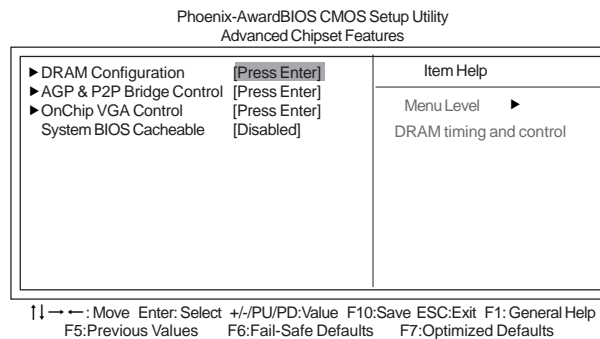 Phoenix-AwardBIOS CMOS Setup Utility
Advanced Chipset Features
►DRAM Configuration [Press Enter]
►AGP & P2P Bridge Control [Press Enter]
►OnChip VGA Control [Press Enter]
System BIOS Cacheable [Disabled]
Item Help
Menu Level ►
DRAM timing and control
↑↓→←: Move Enter: Select +/-/PU/PD:Value F10:Save ESC:Exit F1: General Help
F5:Previous Values F6:Fail-Safe Defaults F7:Optimized Defaults